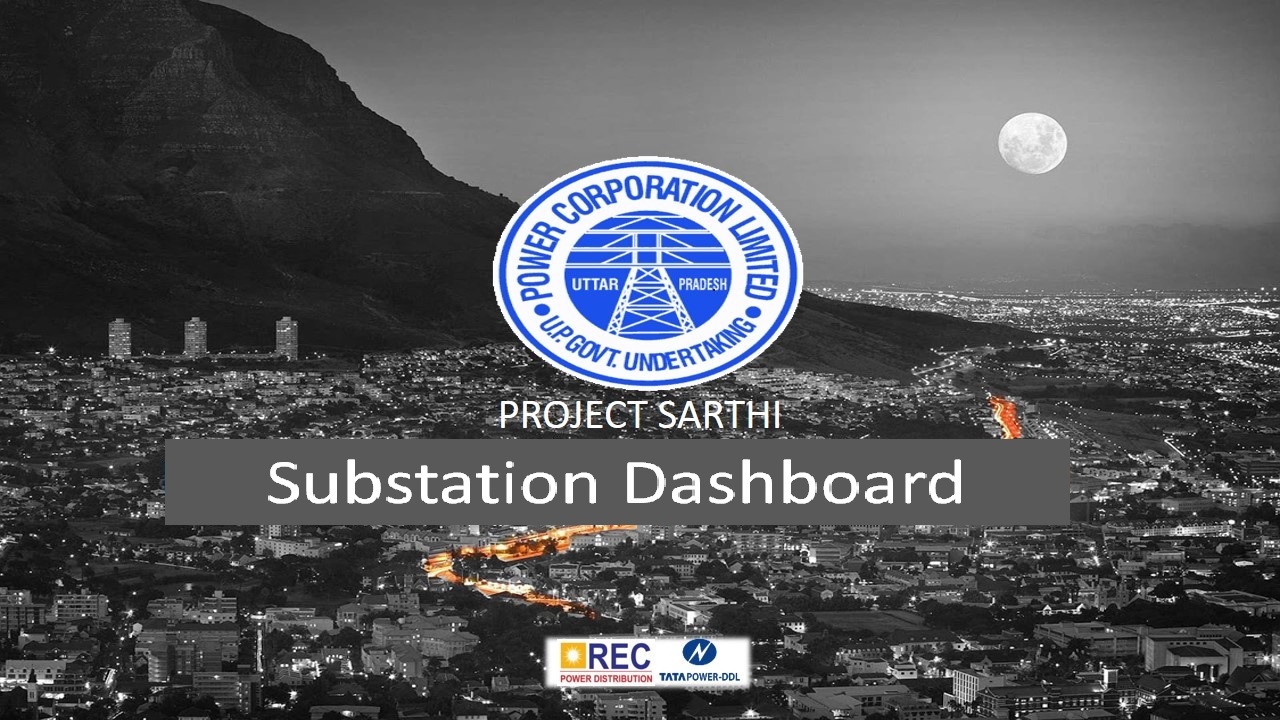 POWER CORPORATION LIMITED
UTTAR PRADESH
U.P. GOVT. UNDERTAKING
PROJECT SARTHI
Substation Dashboard
REC
POWER DISTRIBUTION
TATA POWER-DDL